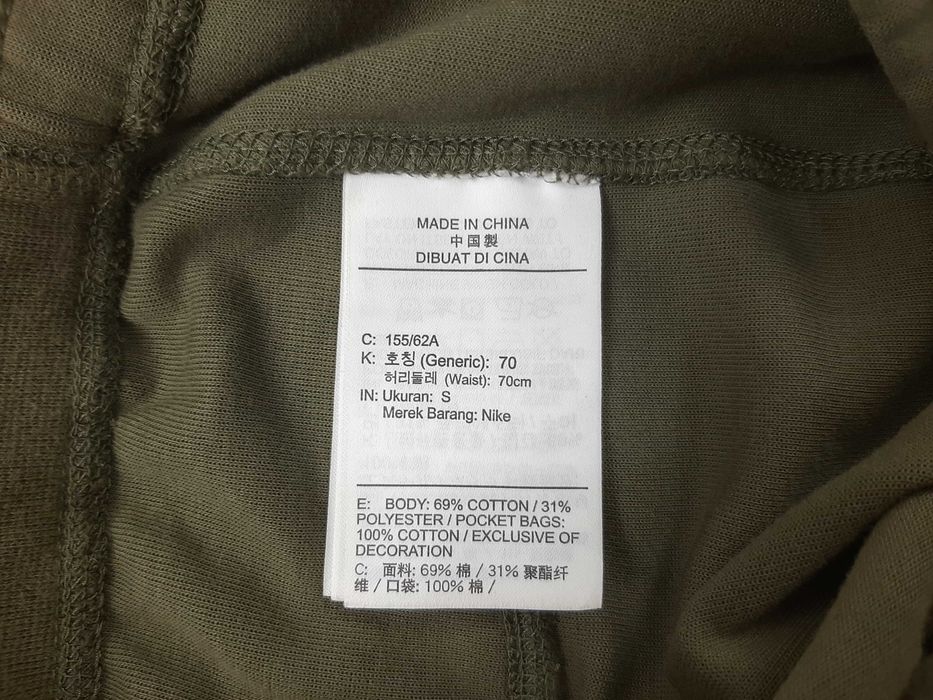 MADE IN CHINA
中国製
DIBUAT DI CINA
C: 155/62A
K: 호칭 (Generic): 70
허리둘레 (Waist): 70cm
IN: Ukuran: S
Merek Barang: Nike
E: BODY: 69% COTTON / 31%
POLYESTER / POCKET BAGS:
100% COTTON / EXCLUSIVE OF
DECORATION
C: 面料: 69% 棉 / 31% 聚酯纤
维 / 口袋: 100% 棉 /